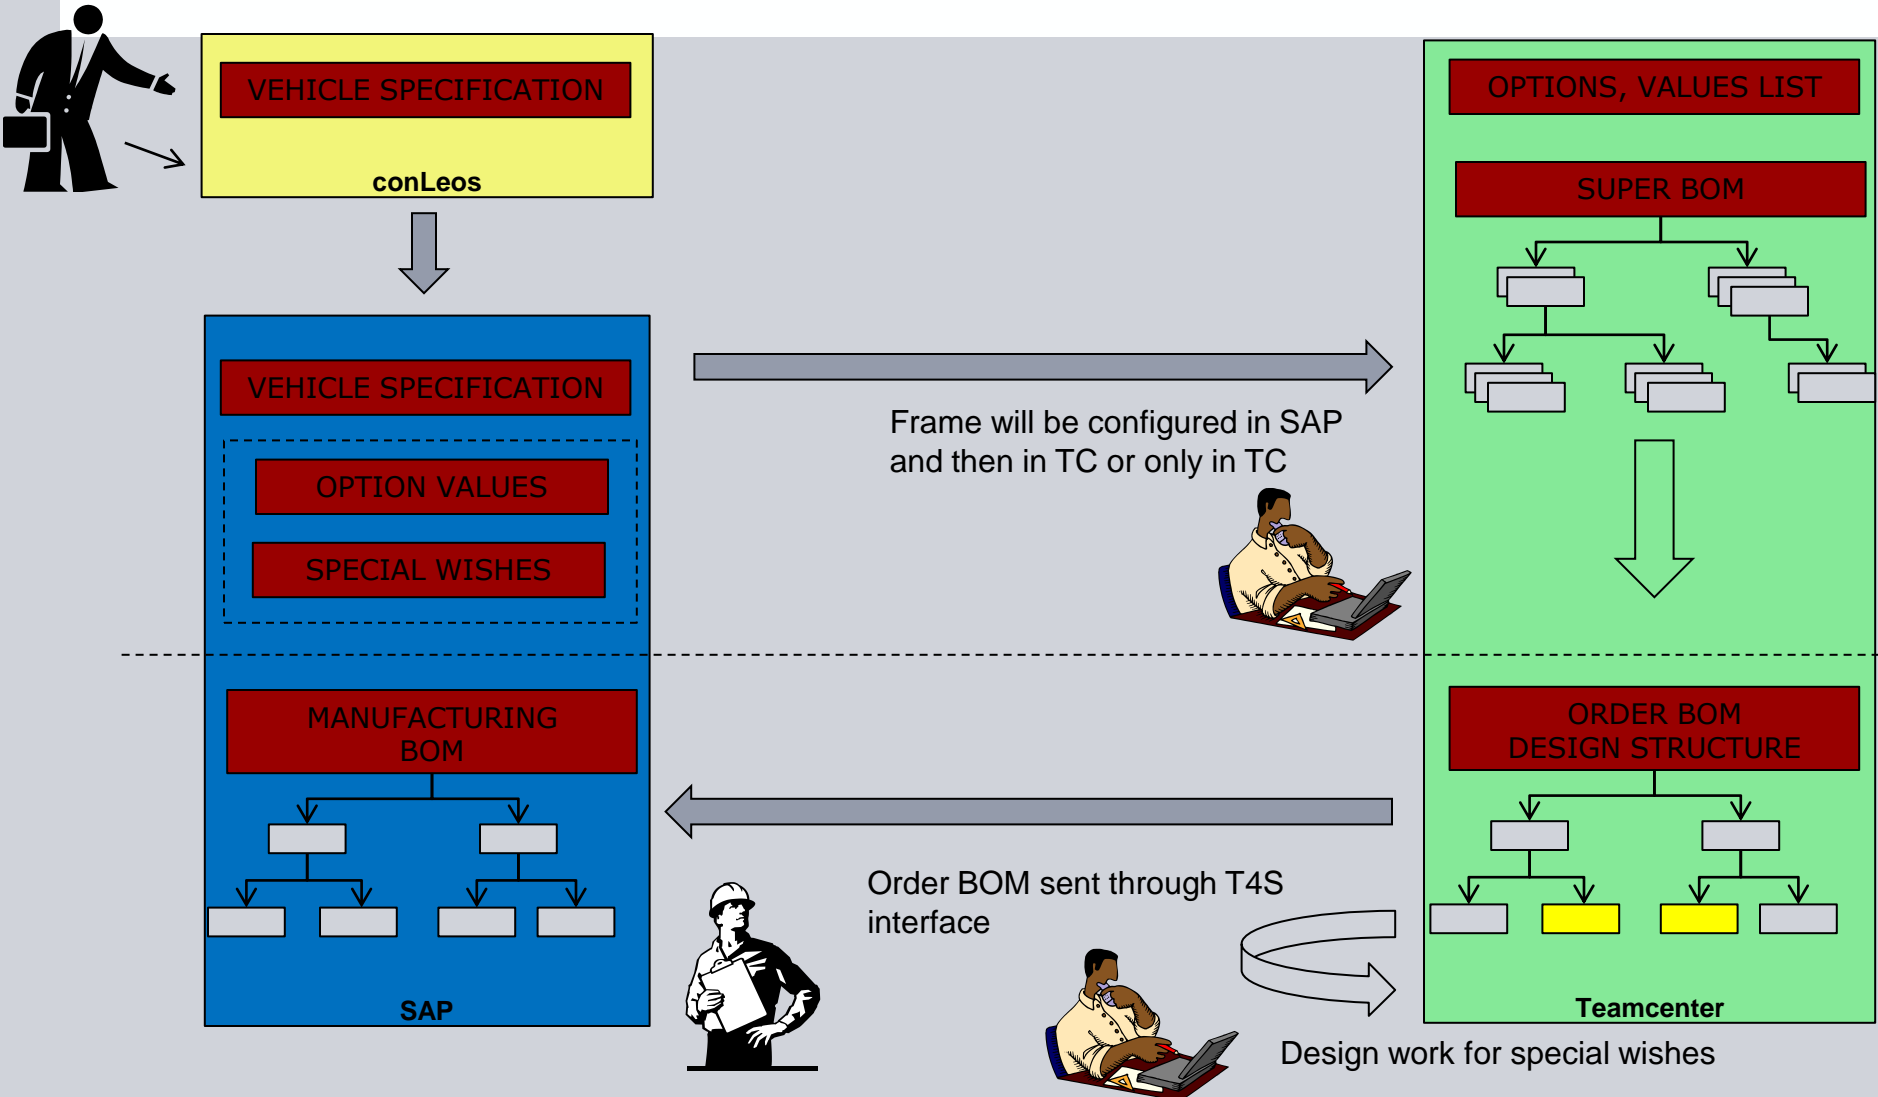 VEHICLE SPECIFICATION
conLeos
OPTIONS, VALUES LIST
SUPER BOM
VEHICLE SPECIFICATION
OPTION VALUES
SPECIAL WISHES
Frame will be configured in SAP
and then in TC or only in TC
MANUFACTURING
BOM
SAP
ORDER BOM
DESIGN STRUCTURE
Order BOM sent through T4S
interface
Teamcenter
Design work for special wishes